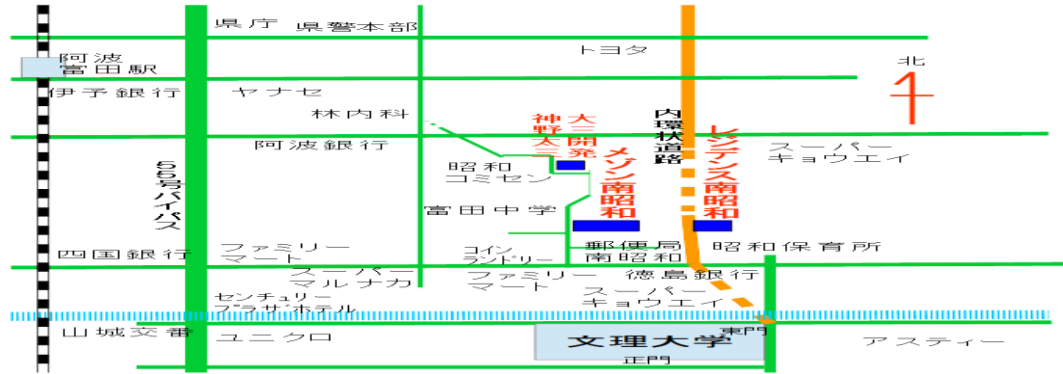 県庁
県警本部
トヨタ
阿波
富田駅
北
伊予銀行
ヤナセ
林内科
神野太三
大三開発
内環状道路
レジデンス南昭和
阿波銀行
スーパー
キョウエイ
55号バイパス
昭和
コミセン
メゾン南昭和
富田中学
四国銀行
ファミリー
マート
コイン
ランドリー
郵便局
南昭和
昭和保育所
スーパー
マルナカ
ファミリー
マート
徳島銀行
センチュリー
プラザホテル
スーパー
キョウエイ
山城交番
ユニクロ
文理大学
東門
正門
アスティー